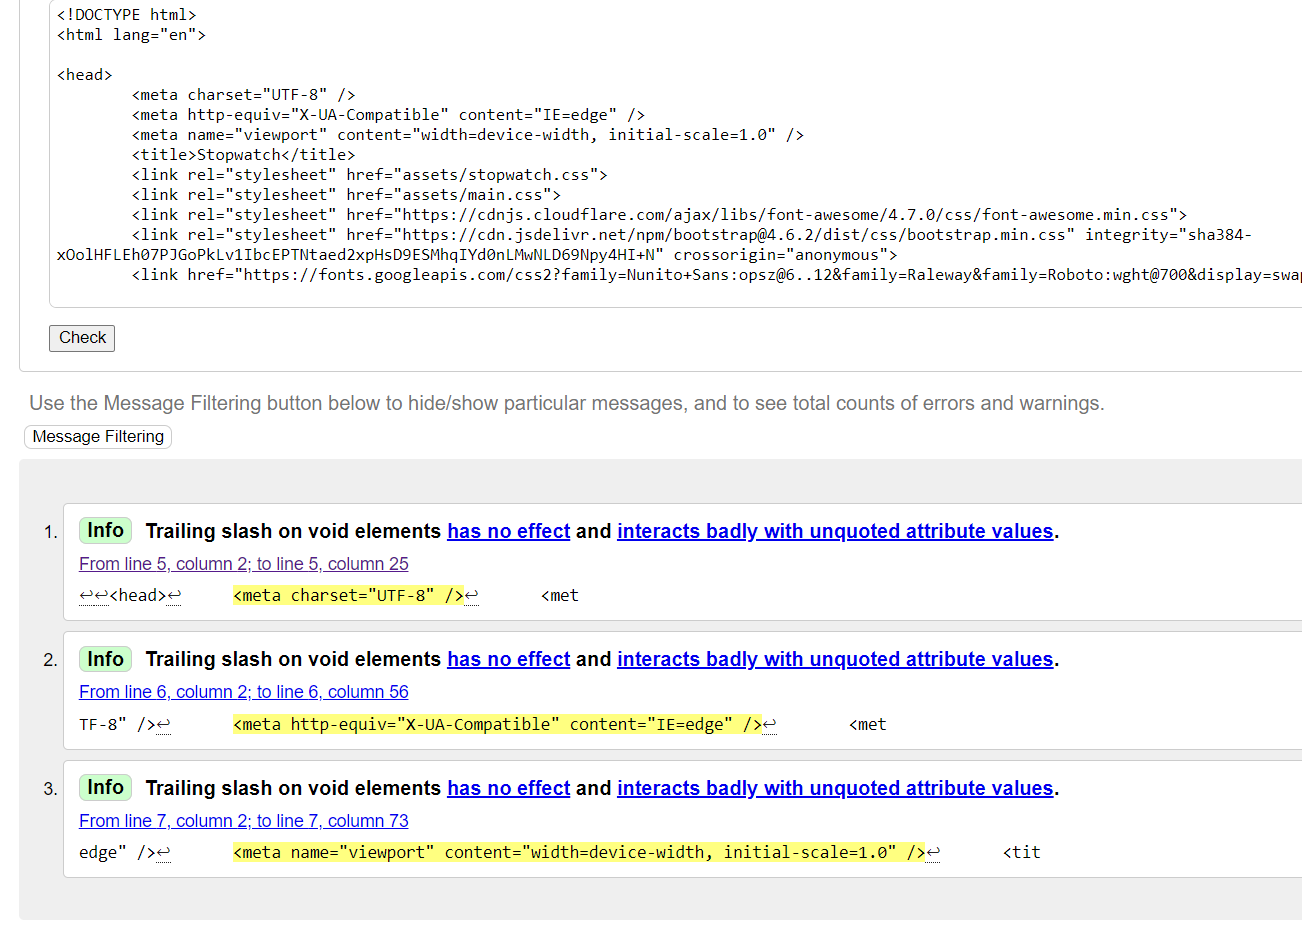 <!DOCTYPE html>
<html lang="en">
<head>
<meta charset="UTF-8" />
<meta http-equiv="X-UA-Compatible" content="IE=edge" />
<meta name="viewport" content="width=device-width, initial-scale=1.0" />
<title>Stopwatch</title>
<link rel="stylesheet" href="assets/stopwatch.css">
<link rel="stylesheet" href="assets/main.css">
<link rel="stylesheet" href="https://cdnjs.cloudflare.com/ajax/libs/font-awesome/4.7.0/css/font-awesome.min.css">
<link rel="stylesheet" href="https://cdn.jsdelivr.net/npm/bootstrap@4.6.2/dist/css/bootstrap.min.css" integrity="sha384-
xOolHFLEh07PJGoPkLv1IbcEPTNtaed2xpHsD9ESMhqIYd0nLMwNLD69Npy4HI+N" crossorigin="anonymous">
<link href="https://fonts.googleapis.com/css2?family=Nunito+Sans:opsz@6..12&family=Raleway&family=Roboto:wght@700&display=swap
Check
Use the Message Filtering button below to hide/show particular messages, and to see total counts of errors and warnings.
Message Filtering
1. Info Trailing slash on void elements has no effect and interacts badly with unquoted attribute values.
From line 5, column 2; to line 5, column 25
↩↩<head>↩ <meta charset="UTF-8" />↩ <met
2. Info Trailing slash on void elements has no effect and interacts badly with unquoted attribute values.
From line 6, column 2; to line 6, column 56
TF-8" />↩ <meta http-equiv="X-UA-Compatible" content="IE=edge" />↩ <met
3. Info Trailing slash on void elements has no effect and interacts badly with unquoted attribute values.
From line 7, column 2; to line 7, column 73
edge" />↩ <meta name="viewport" content="width=device-width, initial-scale=1.0" />↩ <tit